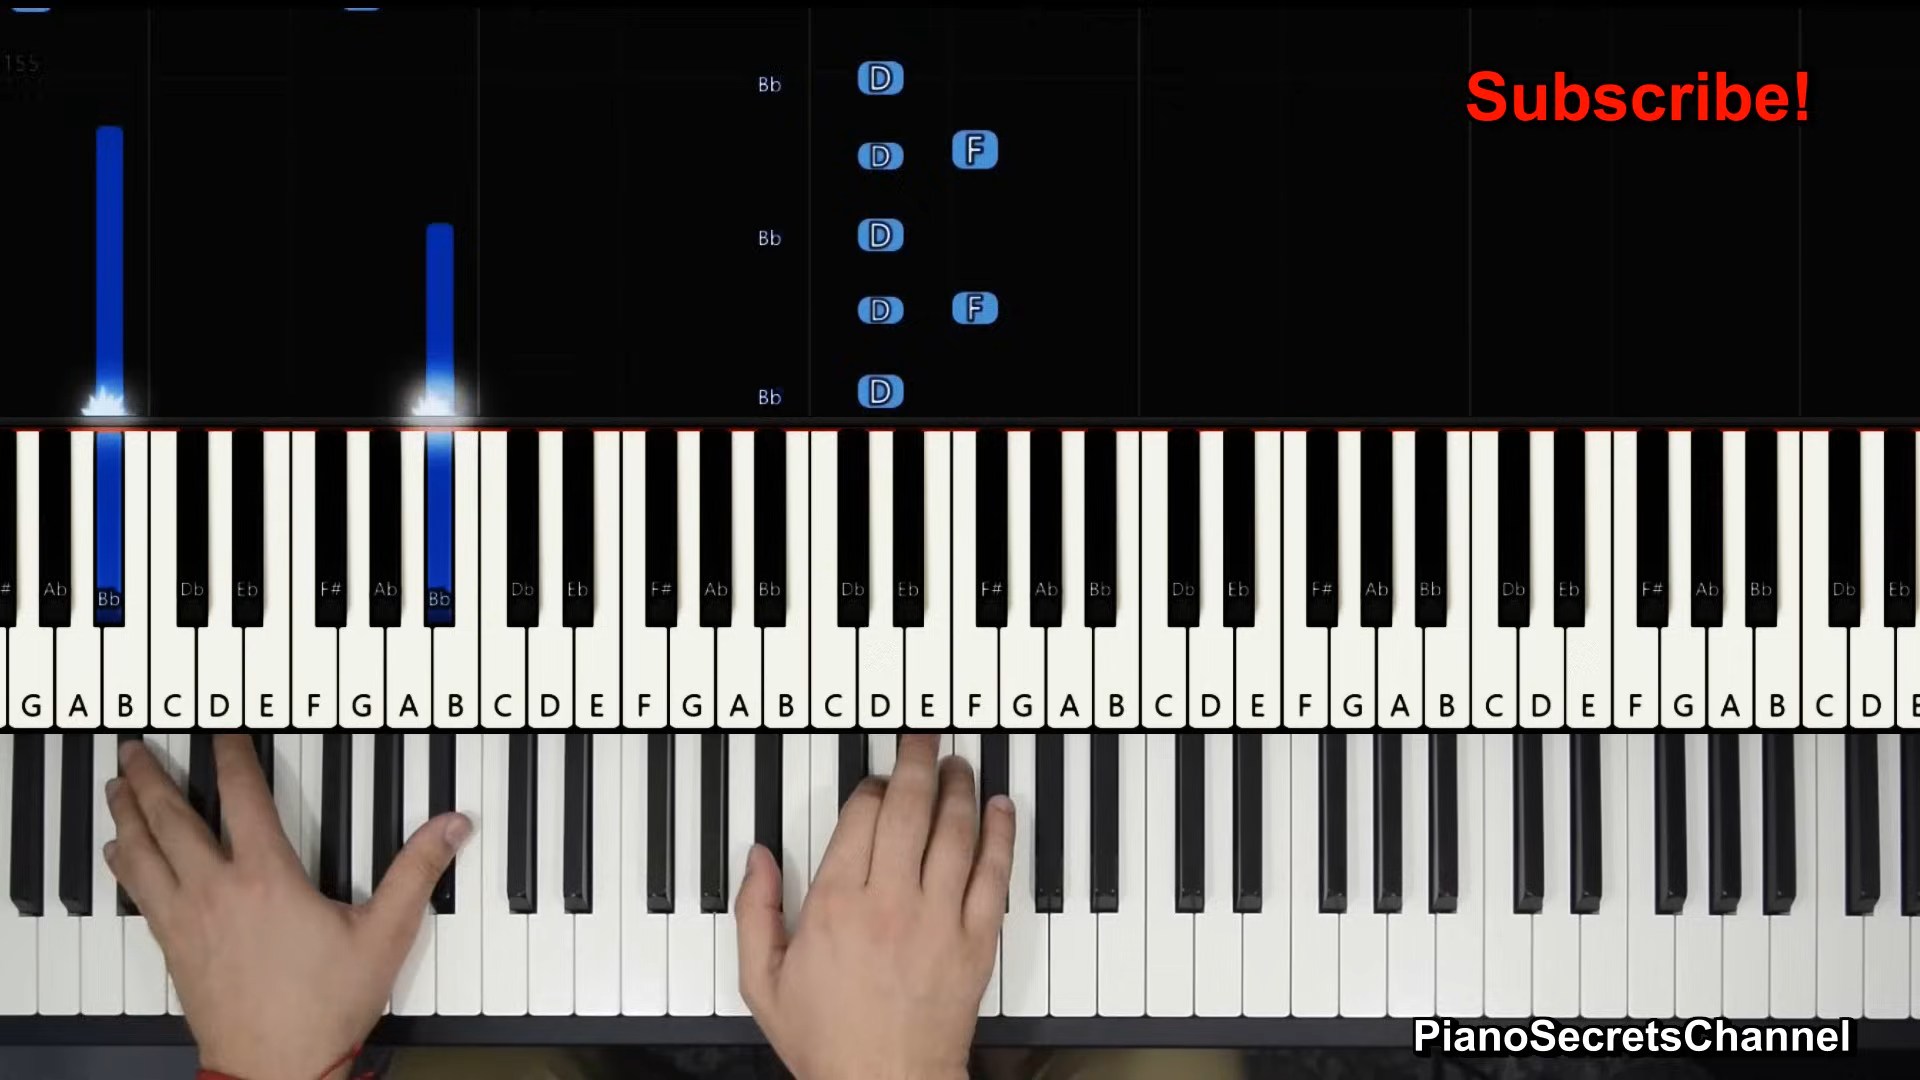 155
Bb D
Subscribe!
D F
Bb D
D F
Bb D
# Ab Bb Db Eb F# Ab Bb Db Eb F# Ab Bb Db Eb F# Ab Bb Db Eb F# Ab Bb Db Eb F# Ab Bb Db Eb
G A B C D E F G A B C D E F G A B C D E F G A B C D E F G A B C D E F G A B C D E
PianoSecretsChannel